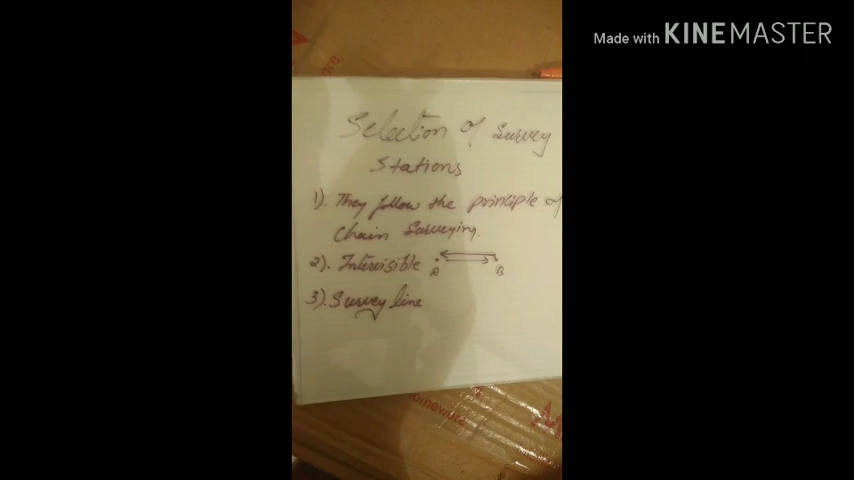 Made with KINEMASTER
Selection of Survey
Stations
1). They follow the principle of
Chain Surveying.
2). Intervisible A B
3). Survey line